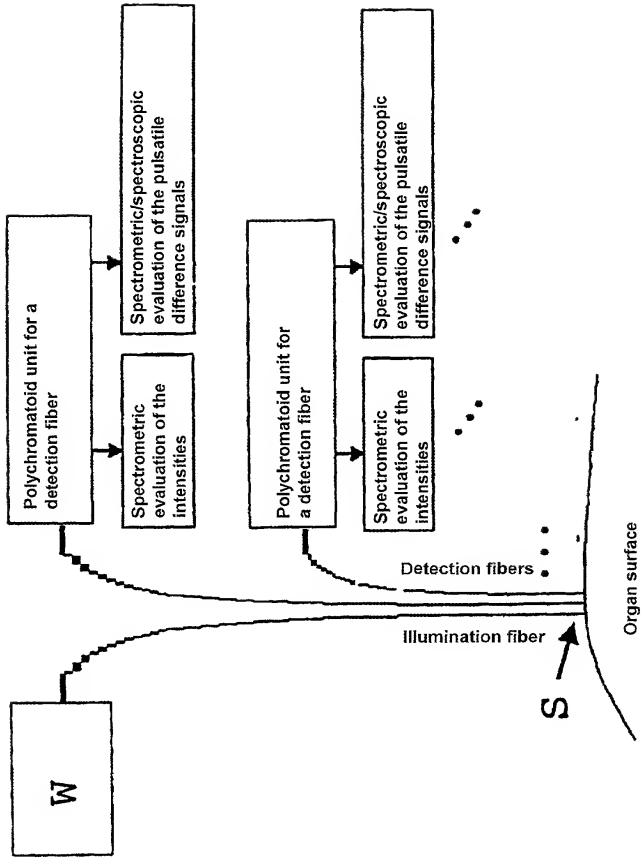 W
Polychromatoid unit for a
detection fiber
Spectrometric
evaluation of the
intensities
Spectrometric/spectroscopic
evaluation of the pulsatile
difference signals
Polychromatoid unit for
a detection fiber
Spectrometric
evaluation of the
intensities
Spectrometric/spectroscopic
evaluation of the pulsatile
difference signals
Illumination fiber
Detection fibers
S
Organ surface